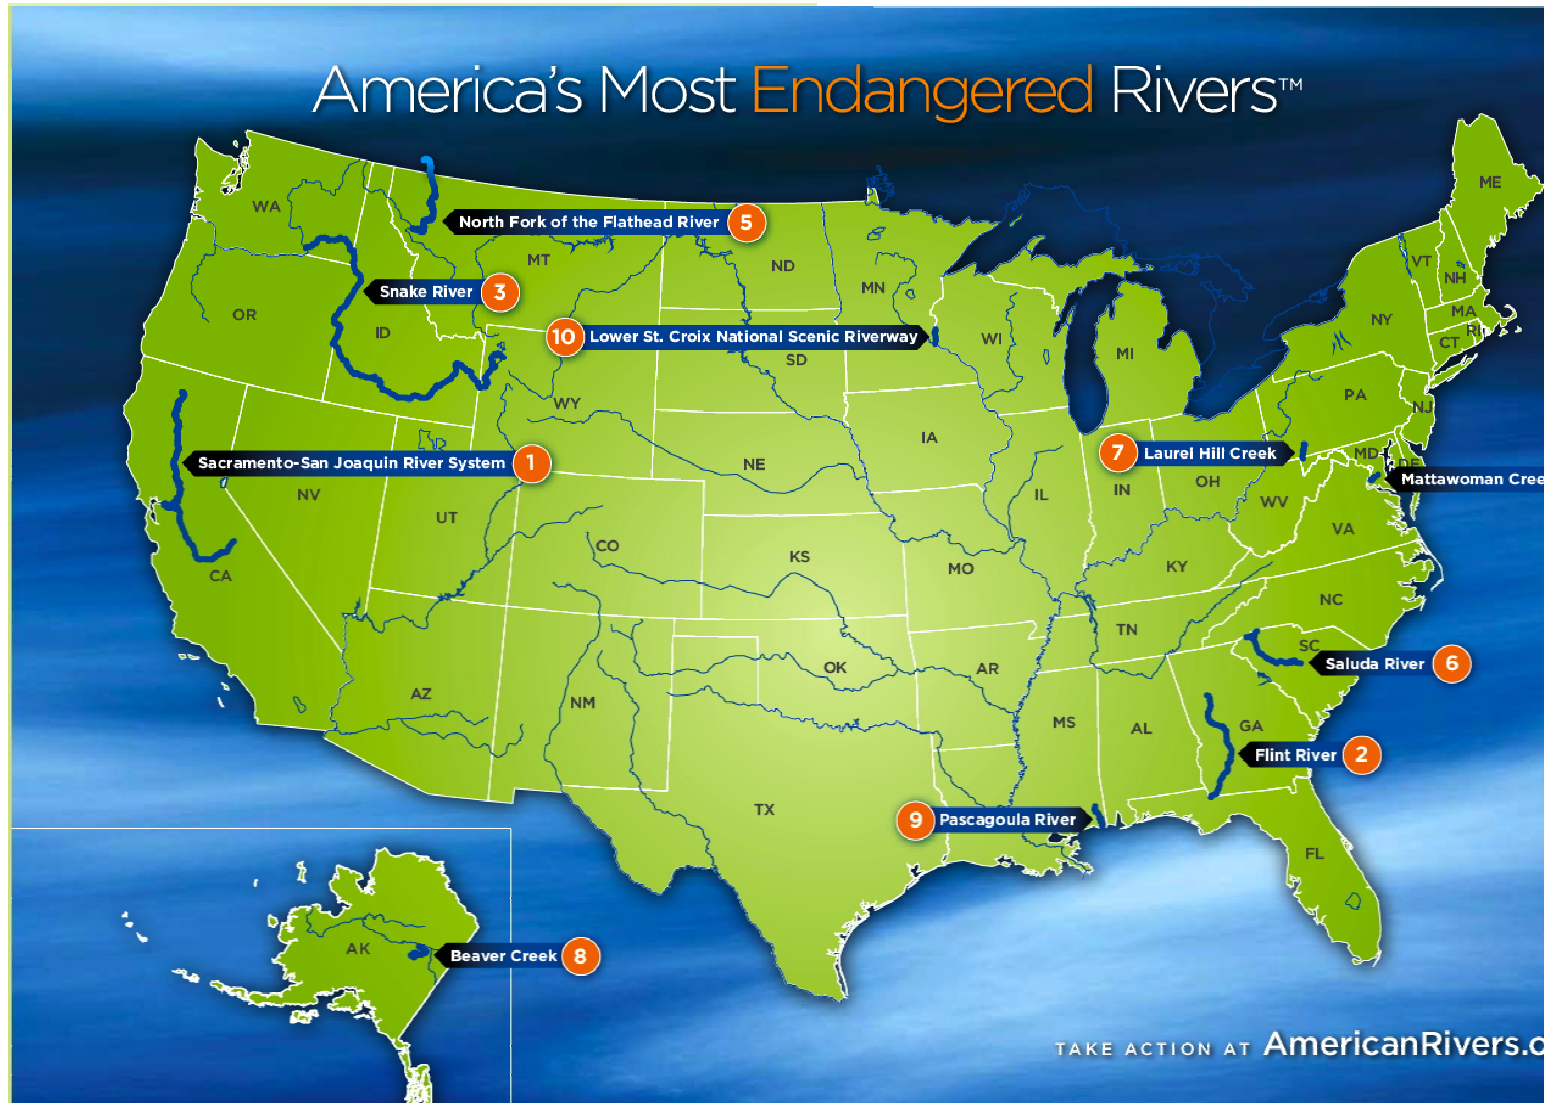 America's Most Endangered Rivers™
WA
North Fork of the Flathead River 5
MT
ND
ME
VT
NH
Snake River 3
MN
OR
ID
10 Lower St. Croix National Scenic Riverway
WI
MI
NY
MA
RI
CT
SD
WY
PA
NJ
IA
7 Laurel Hill Creek
MD
DE
Sacramento-San Joaquin River System 1
NE
Mattawoman Cree
NV
UT
IL
IN
OH
WV
VA
CO
KS
MO
KY
CA
NC
TN
SC
Saluda River 6
OK
AR
AZ
NM
MS
AL
GA
Flint River 2
TX
9 Pascagoula River
FL
AK
Beaver Creek 8
TAKE ACTION AT AmericanRivers.o